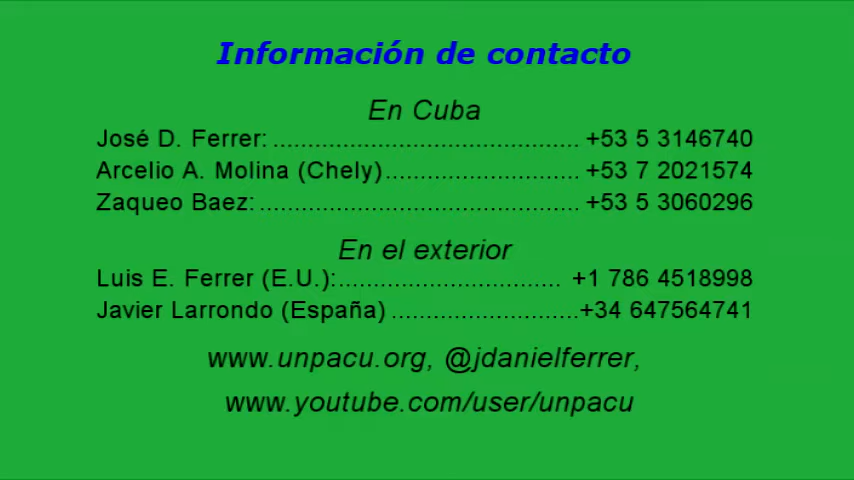 Información de contacto
En Cuba
José D. Ferrer: ............................................ +53 5 3146740
Arcelio A. Molina (Chely)............................ +53 7 2021574
Zaqueo Baez: .............................................. +53 5 3060296
En el exterior
Luis E. Ferrer (E.U.):................................ +1 786 4518998
Javier Larrondo (España) ...........................+34 647564741
www.unpacu.org, @jdanielferrer,
www.youtube.com/user/unpacu